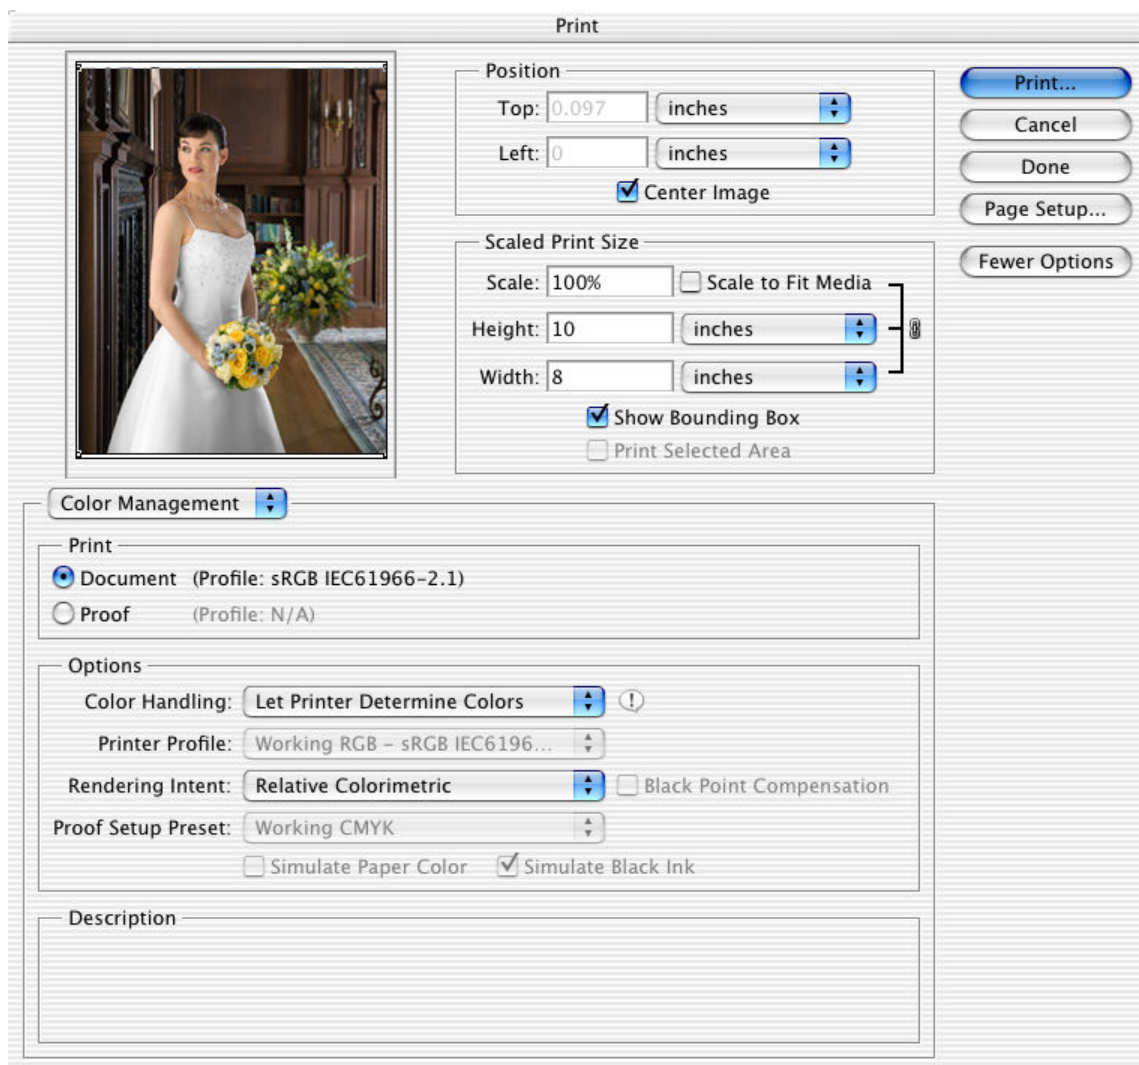 Print
Position
Top: 0.097 inches
Left: 0 inches
Center Image
Print...
Cancel
Done
Page Setup...
Fewer Options
Scaled Print Size
Scale: 100% Scale to Fit Media
Height: 10 inches
Width: 8 inches
Show Bounding Box
Print Selected Area
Color Management
Print
Document (Profile: sRGB IEC61966-2.1)
Proof (Profile: N/A)
Options
Color Handling: Let Printer Determine Colors
Printer Profile: Working RGB - sRGB IEC6196...
Rendering Intent: Relative Colorimetric Black Point Compensation
Proof Setup Preset: Working CMYK
Simulate Paper Color Simulate Black Ink
Description